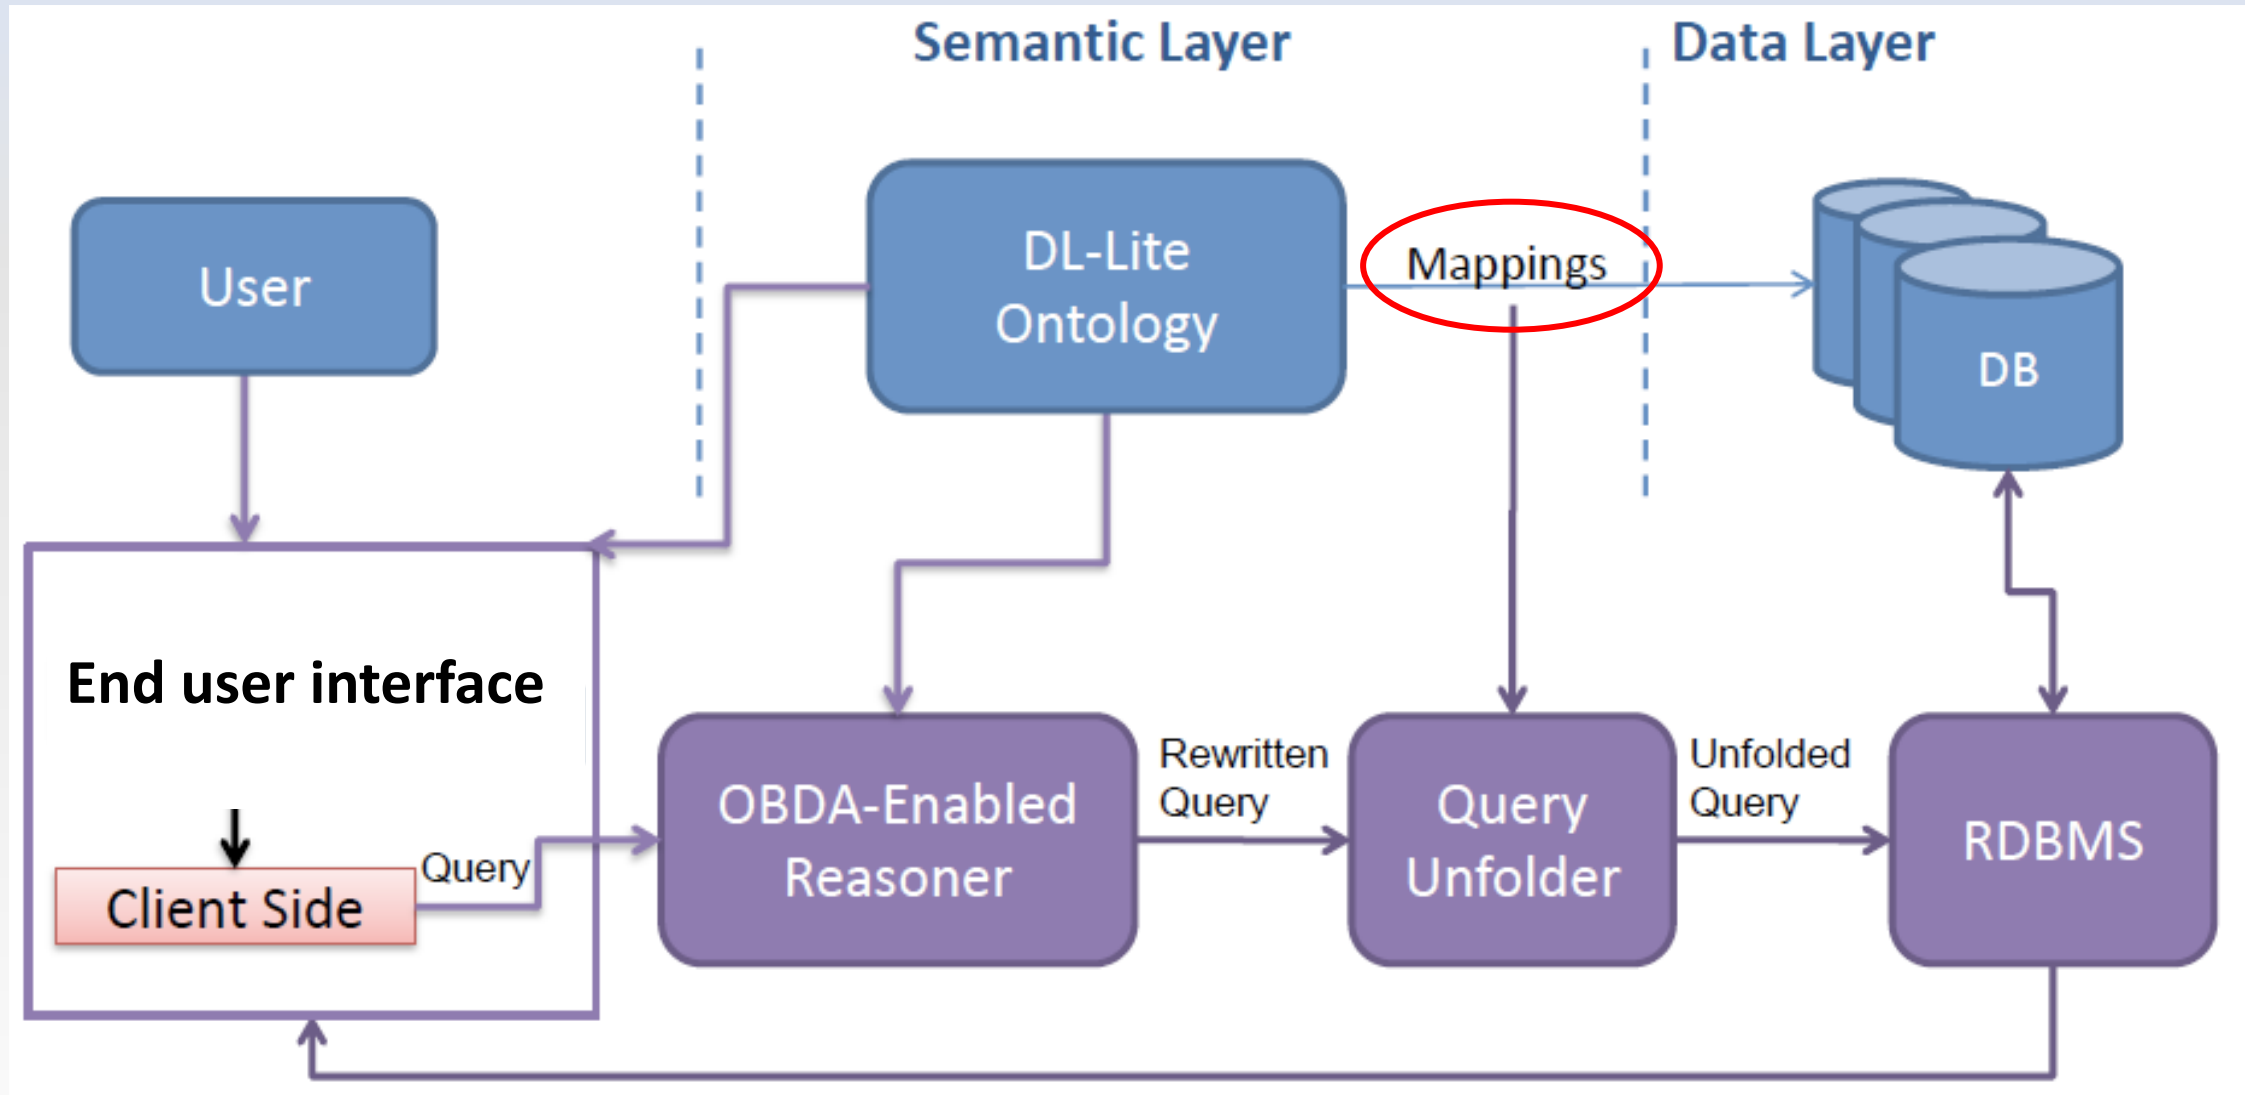 Semantic Layer
Data Layer
User
DL-Lite
Ontology
Mappings
DB
End user interface
Client Side
Query
OBDA-Enabled
Reasoner
Rewritten
Query
Query
Unfolder
Unfolded
Query
RDBMS